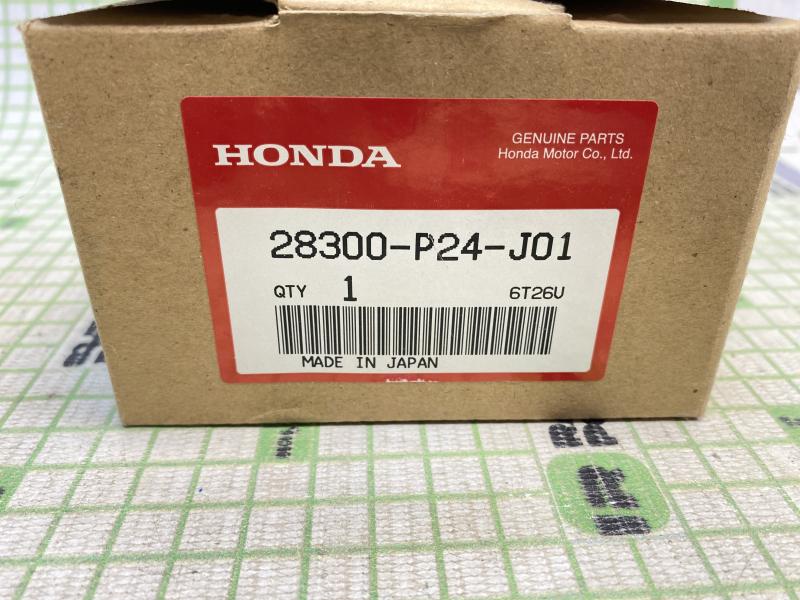 HONDA
GENUINE PARTS
Honda Motor Co., Ltd.
28300-P24-J01
QTY 1 6T26U
MADE IN JAPAN